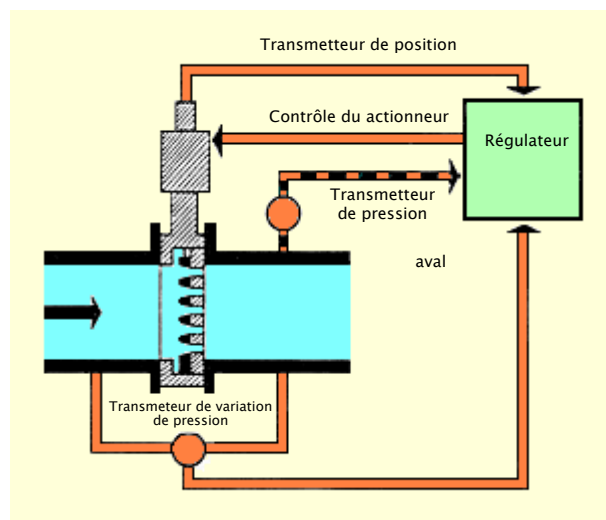 Transmetteur de position
Contrôle du actionneur
Régulateur
Transmetteur
de pression
aval
Transmeteur de variation
de pression